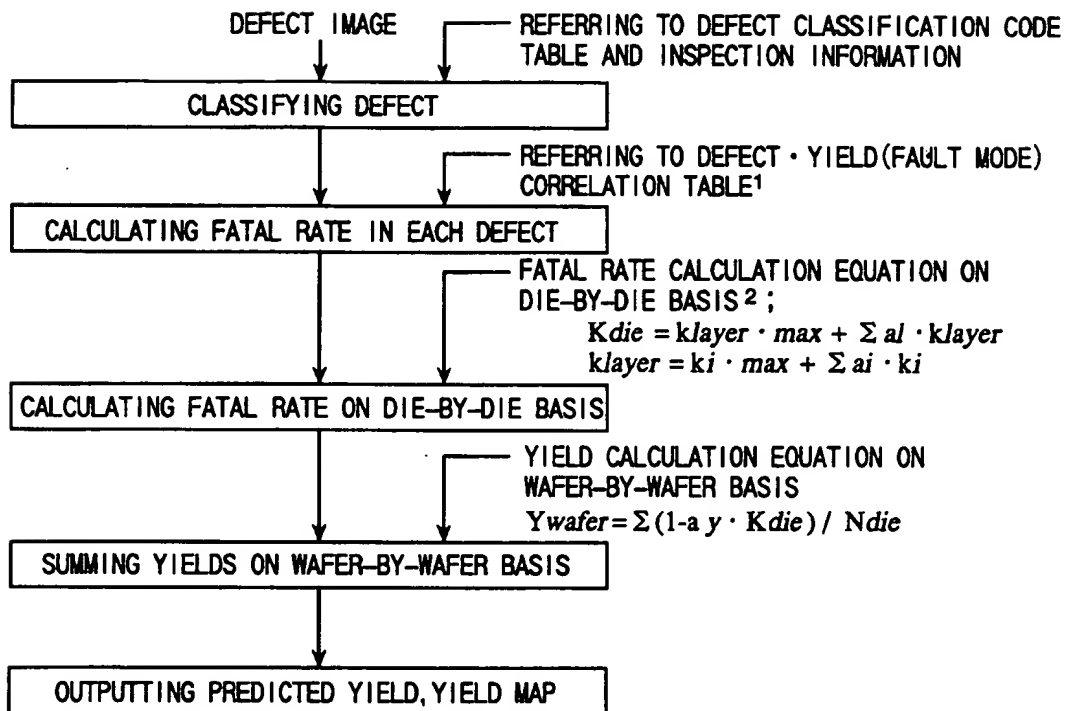 DEFECT IMAGE
REFERRING TO DEFECT CLASSIFICATION CODE
TABLE AND INSPECTION INFORMATION
CLASSIFYING DEFECT
REFERRING TO DEFECT・YIELD(FAULT MODE)
CORRELATION TABLE¹
CALCULATING FATAL RATE IN EACH DEFECT
FATAL RATE CALCULATION EQUATION ON
DIE-BY-DIE BASIS²;
Kdie = klayer · max + Σ al · klayer
klayer = ki · max + Σ ai · ki
CALCULATING FATAL RATE ON DIE-BY-DIE BASIS
YIELD CALCULATION EQUATION ON
WAFER-BY-WAFER BASIS
Ywafer=Σ(1-a y · Kdie) / Ndie
SUMMING YIELDS ON WAFER-BY-WAFER BASIS
OUTPUTTING PREDICTED YIELD, YIELD MAP